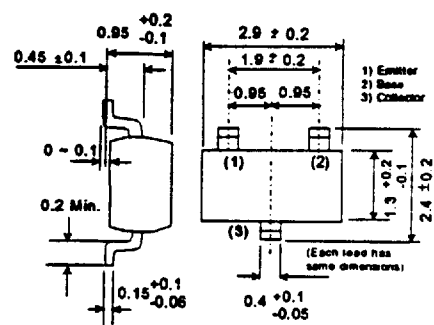 0.95 +0.2 -0.1
0.45 ±0.1
0 ~ 0.1
0.2 Min.
0.15 +0.1 -0.06
2.9 ± 0.2
1.9 ± 0.2
0.95 0.95
1) Emitter
2) Base
3) Collector
(1) (2)
(3)
1.3 +0.2 -0.1
2.4 ±0.2
(Each lead has
same dimensions)
0.4 +0.1 -0.05